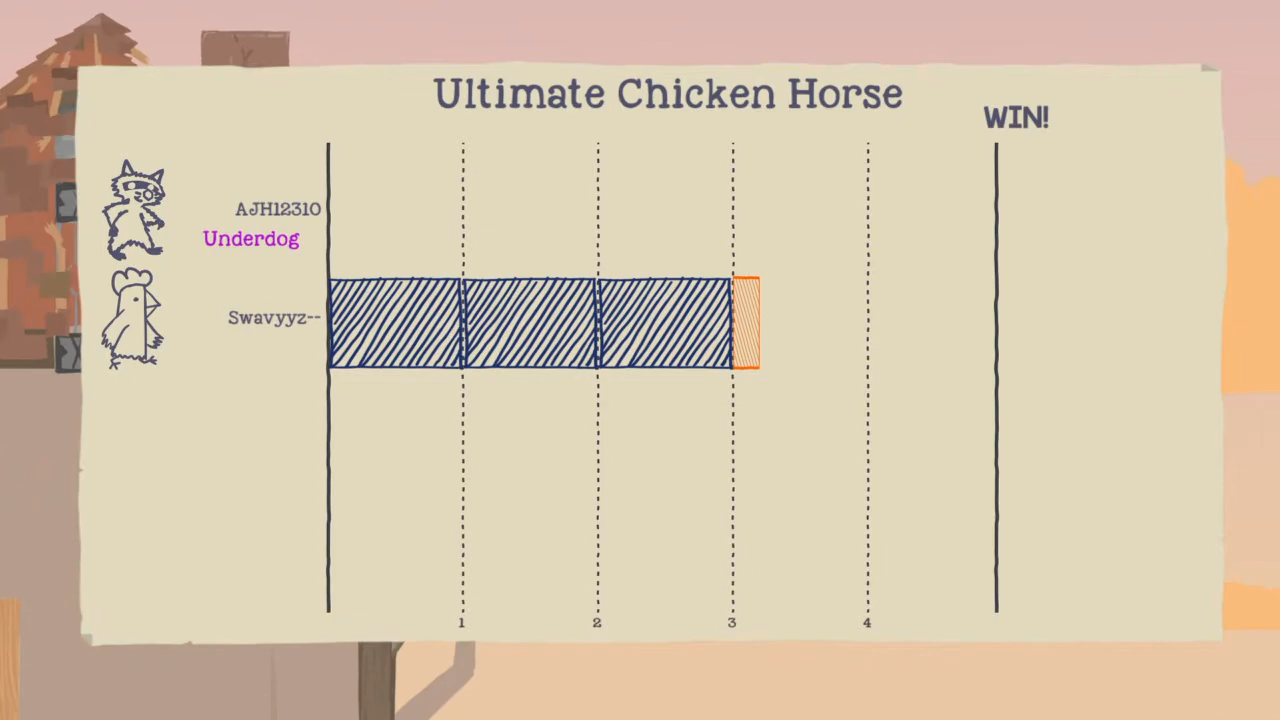 Ultimate Chicken Horse
WIN!
AJH12310
Underdog
Swavyyz--
1 2 3 4